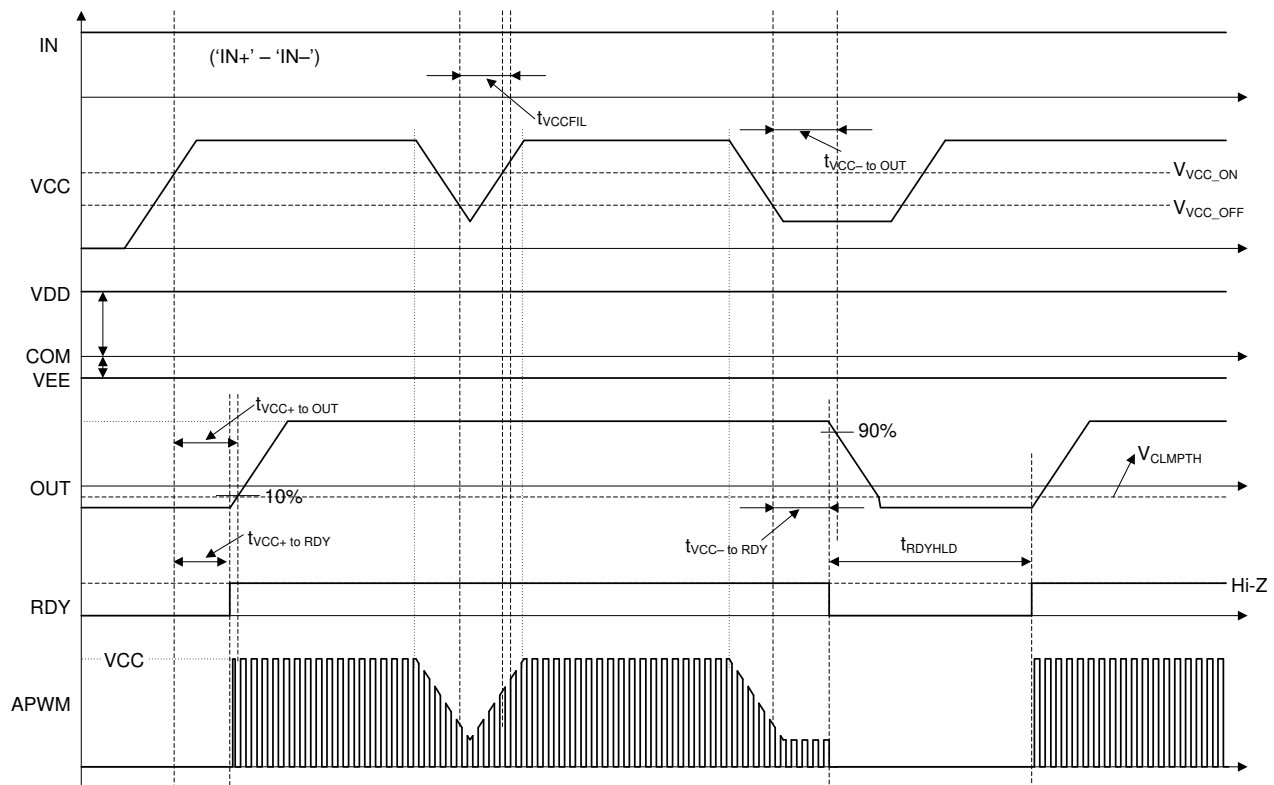 IN
('IN+' – 'IN–')
tVCCFIL
tVCC– to OUT
VVCC_ON
VCC
VVCC_OFF
VDD
COM
VEE
tVCC+ to OUT
90%
VCLMPTH
OUT
10%
tVCC+ to RDY
tVCC– to RDY
tRDYHLD
Hi-Z
RDY
VCC
APWM